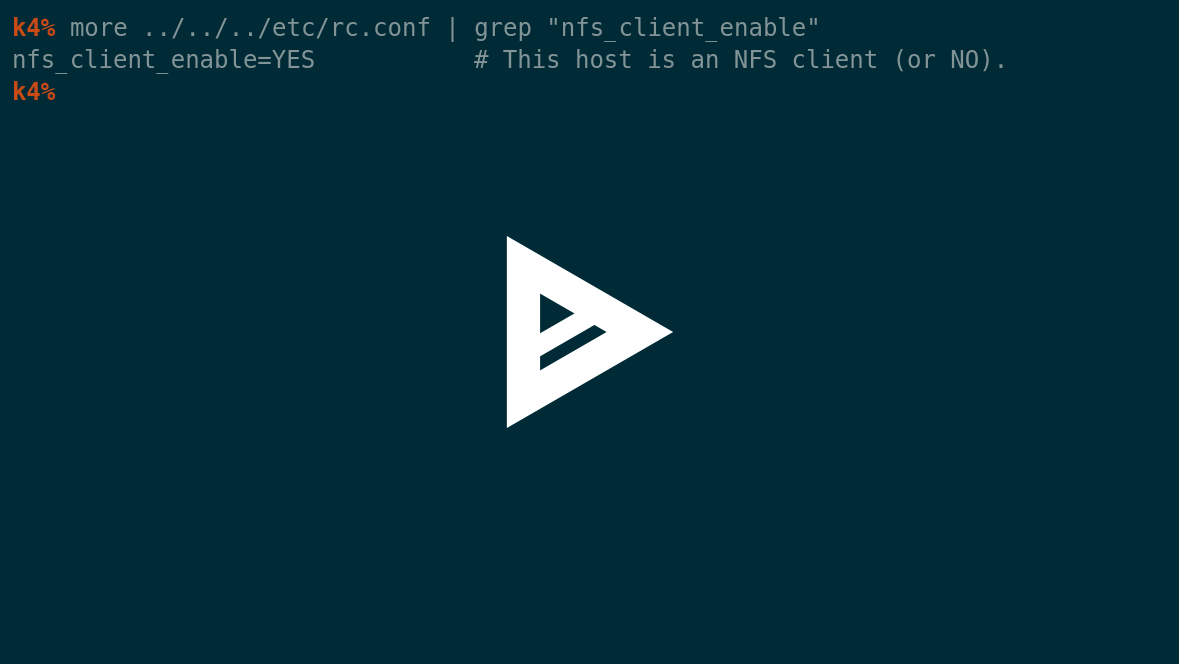 k4% more ../../../etc/rc.conf | grep "nfs_client_enable"
nfs_client_enable=YES           # This host is an NFS client (or NO).
k4%